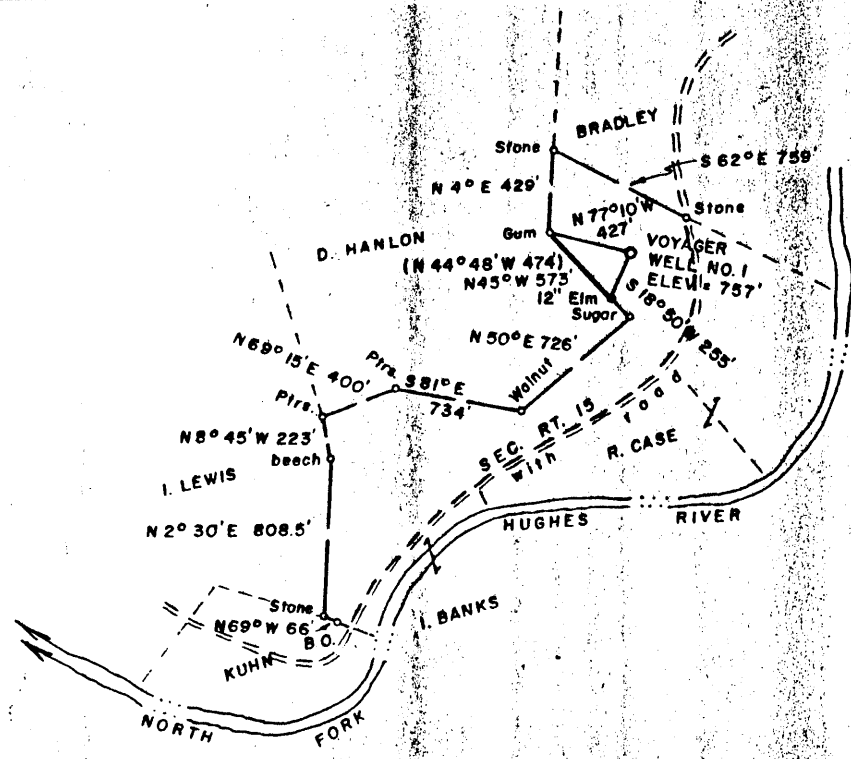 BRADLEY
Stone
S 62° E 759'
N 4° E 429'
N 77° 10' W
427'
Stone
Gum
VOYAGER
WELL NO. 1
ELEV = 757'
D. HANLON
(N 44° 48' W 474)
N 45° W 573'
12" Elm
Sugar
S 18° 50' W 255'
N 50° E 726'
N 69° 15' E 400'
Ptrs.
S 81° E
734'
Walnut
Ptrs.
N 8° 45' W 223'
beech
SEC. RT. 15
with road
R. CASE
I. LEWIS
HUGHES RIVER
N 2° 30' E 808.5'
Stone
N 69° W 66'
B.O.
I. BANKS
KUHN
NORTH FORK